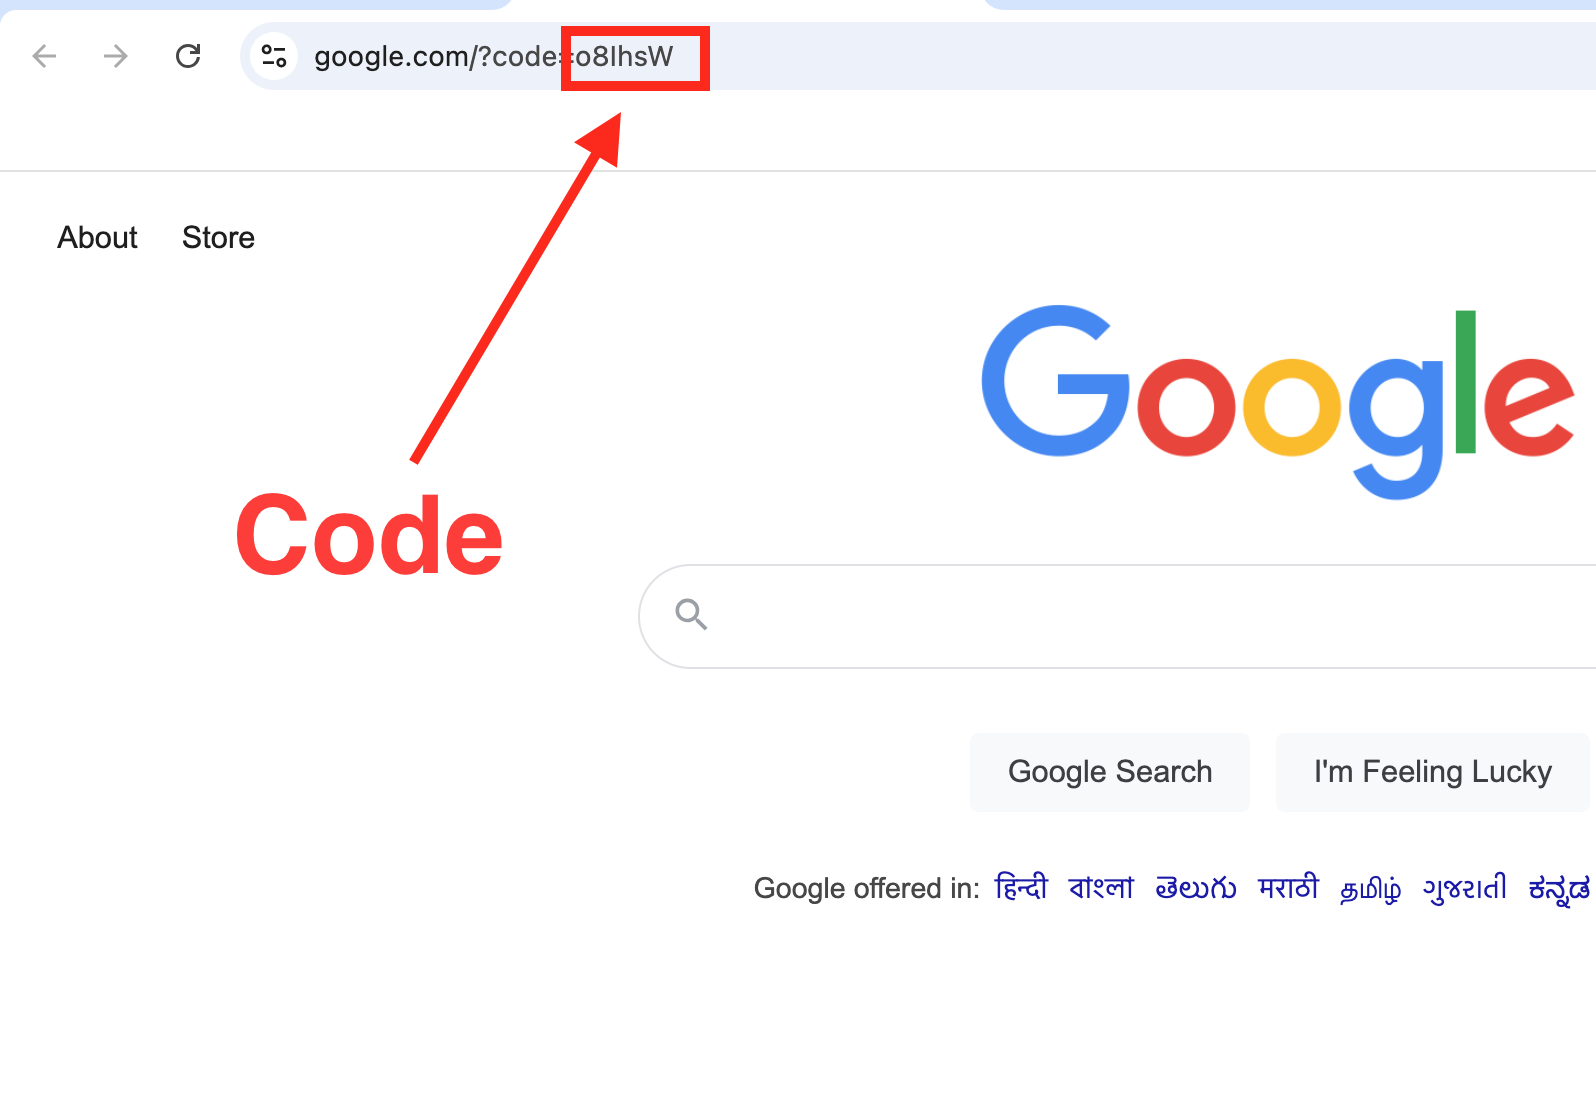 google.com/?code=o8lhsW
About Store
Code
Google
Google Search I'm Feeling Lucky
Google offered in: हिन्दी বাংলা తెలుగు मराठी தமிழ் ગુજરાતી ಕನ್ನಡ